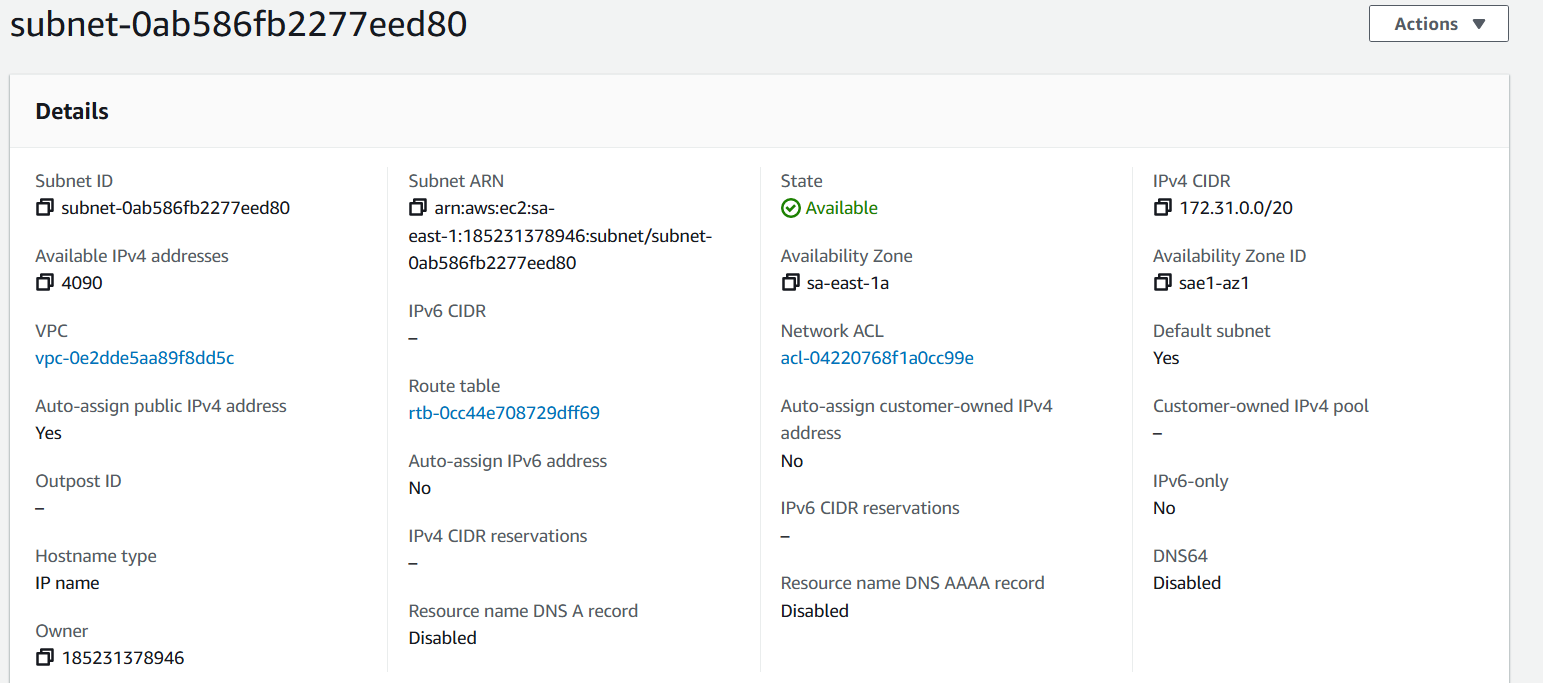 subnet-0ab586fb2277eed80
Actions
Details
Subnet ID
subnet-0ab586fb2277eed80
Available IPv4 addresses
4090
VPC
vpc-0e2dde5aa89f8dd5c
Auto-assign public IPv4 address
Yes
Outpost ID
–
Hostname type
IP name
Owner
185231378946
Subnet ARN
arn:aws:ec2:sa-
east-1:185231378946:subnet/subnet-
0ab586fb2277eed80
IPv6 CIDR
–
Route table
rtb-0cc44e708729dff69
Auto-assign IPv6 address
No
IPv4 CIDR reservations
–
Resource name DNS A record
Disabled
State
Available
Availability Zone
sa-east-1a
Network ACL
acl-04220768f1a0cc99e
Auto-assign customer-owned IPv4
address
No
IPv6 CIDR reservations
–
Resource name DNS AAAA record
Disabled
IPv4 CIDR
172.31.0.0/20
Availability Zone ID
sae1-az1
Default subnet
Yes
Customer-owned IPv4 pool
–
IPv6-only
No
DNS64
Disabled